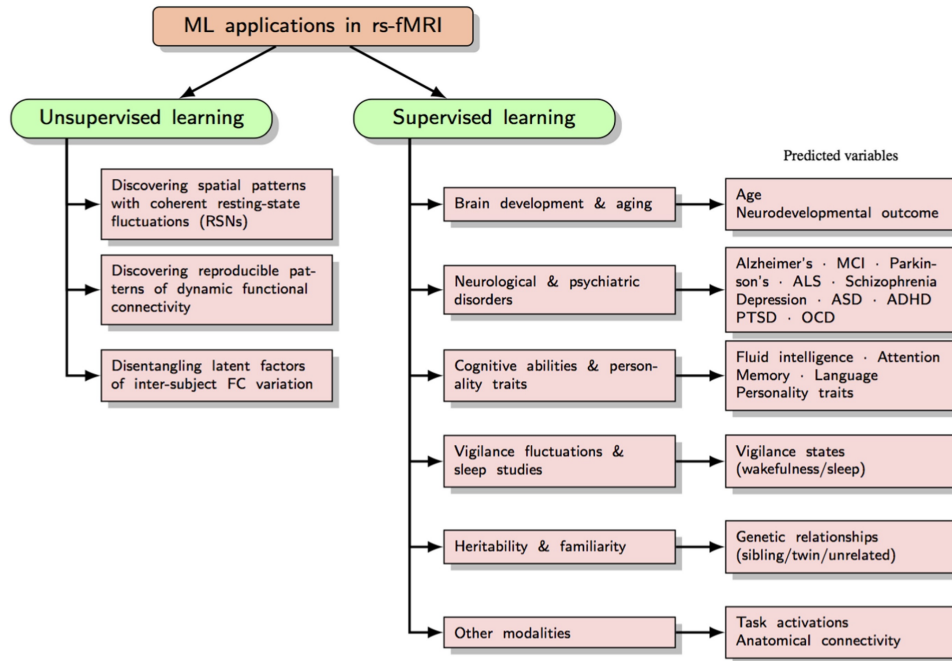 ML applications in rs-fMRI
Unsupervised learning
Discovering spatial patterns
with coherent resting-state
fluctuations (RSNs)
Discovering reproducible pat-
terns of dynamic functional
connectivity
Disentangling latent factors
of inter-subject FC variation
Supervised learning
Predicted variables
Brain development & aging
Age
Neurodevelopmental outcome
Neurological & psychiatric
disorders
Alzheimer's · MCI · Parkin-
son's · ALS · Schizophrenia
Depression · ASD · ADHD
PTSD · OCD
Cognitive abilities & person-
ality traits
Fluid intelligence · Attention
Memory · Language
Personality traits
Vigilance fluctuations &
sleep studies
Vigilance states
(wakefulness/sleep)
Heritability & familiarity
Genetic relationships
(sibling/twin/unrelated)
Other modalities
Task activations
Anatomical connectivity